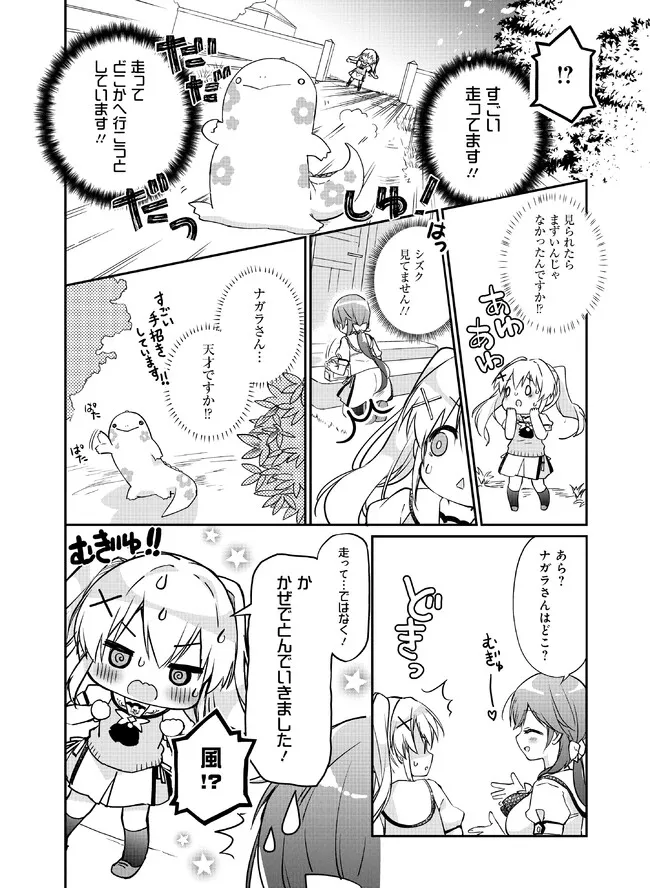 !?
すごい
走ってます!!
走って
どこかへ行こうと
しています!!
しゅ
だだっ
見られたら
まずいんじゃ
なかったんですか!?
あゅ
あゅ
はっ!
シズク
見てません!!
ナガラさん…
天才ですか!?
すごい
手招き
しています!!
ぱた
ぱた
あら?
ナガラさんはどこ?
むぎゅ
どきっ
走って…ではなく!
か
かぜでとんでいきました!
むぎゅ!!
風!?